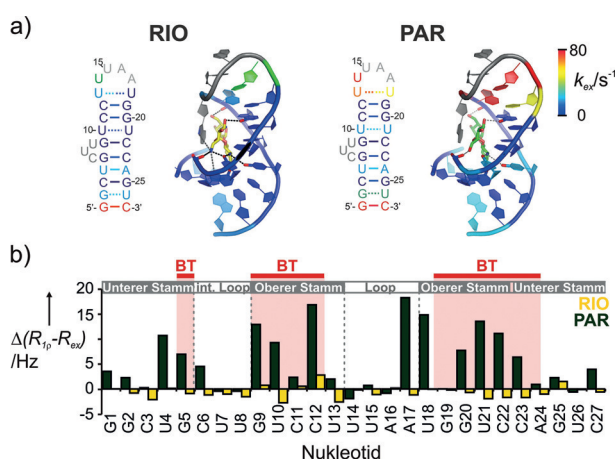 a)
RIO
PAR
15
U A
U A
U U
C G
C G -20
10- U U
G C
U
U
C
G C
U A
C G -25
G U
5'- G C -3'
15
U A
U A
U U
C G
C G -20
10- U U
G C
U
U
C
G C
U A
C G -25
G U
5'- G C -3'
80
kex/s-1
0
b)
BT BT BT
Unterer Stamm int. Loop Oberer Stamm Loop Oberer Stamm Unterer Stamm
RIO
PAR
Δ(R1ρ-Rex)
/Hz
20
15
5
0
-5
G1 G2 C3 U4 G5 C6 U7 U8 G9 U10 C11 C12 U13 U14 U15 A16 A17 U18 G19 G20 U21 C22 C23 A24 G25 U26 C27
Nukleotid